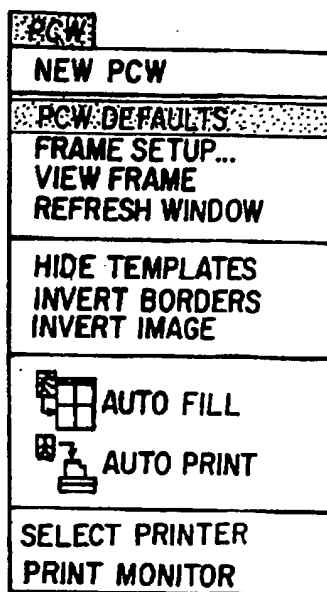 PCW
NEW PCW
PCW DEFAULTS
FRAME SETUP...
VIEW FRAME
REFRESH WINDOW
HIDE TEMPLATES
INVERT BORDERS
INVERT IMAGE
AUTO FILL
AUTO PRINT
SELECT PRINTER
PRINT MONITOR